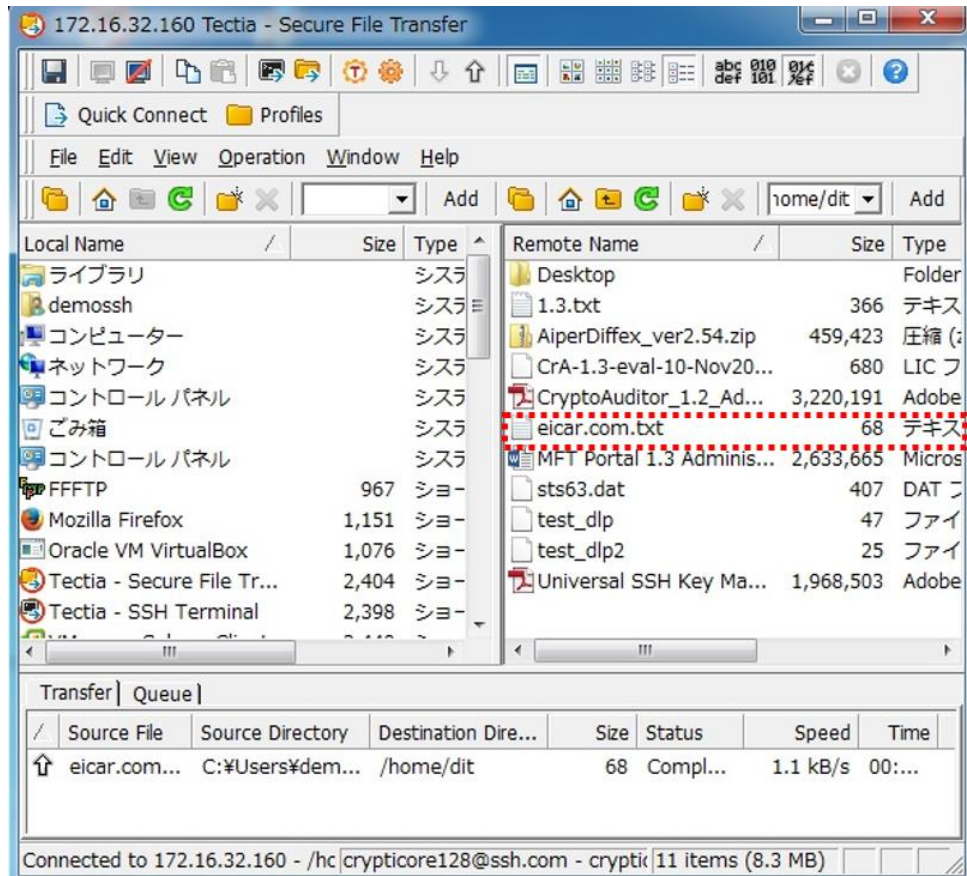 172.16.32.160 Tectia - Secure File Transfer
abc def 010 101
Quick Connect Profiles
File Edit View Operation Window Help
Add home/dit Add
Local Name Size Type Remote Name Size Type
ライブラリ システ Desktop Folder
demossh システ 1.3.txt 366 テキス
コンピューター システ AiperDiffex_ver2.54.zip 459,423 圧縮 (z
ネットワーク システ CrA-1.3-eval-10-Nov20... 680 LIC フ
コントロール パネル システ CryptoAuditor_1.2_Ad... 3,220,191 Adobe
ごみ箱 システ eicar.com.txt 68 テキス
コントロール パネル システ MFT Portal 1.3 Adminis... 2,633,665 Micros
FFFTP 967 ショー sts63.dat 407 DAT フ
Mozilla Firefox 1,151 ショー test_dlp 47 ファイ
Oracle VM VirtualBox 1,076 ショー test_dlp2 25 ファイ
Tectia - Secure File Tr... 2,404 ショー Universal SSH Key Ma... 1,968,503 Adobe
Tectia - SSH Terminal 2,398 ショー
Transfer Queue
Source File Source Directory Destination Dire... Size Status Speed Time
eicar.com... C:¥Users¥dem... /home/dit 68 Compl... 1.1 kB/s 00:...
Connected to 172.16.32.160 - /hc crypticore128@ssh.com - cryptic 11 items (8.3 MB)